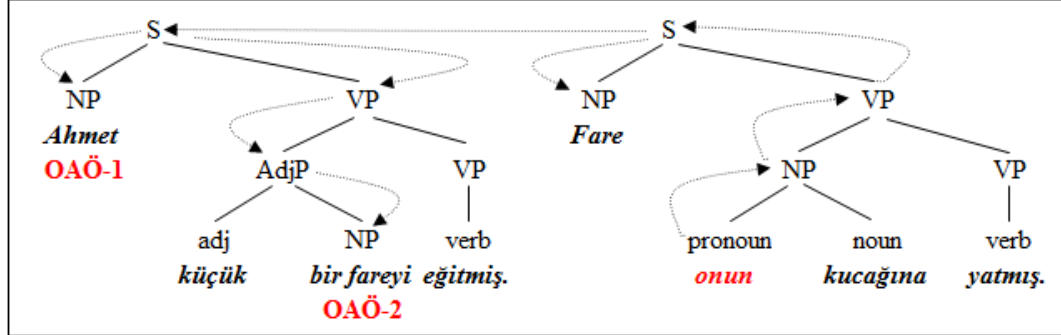 S S
NP VP NP VP
Ahmet Fare
OAÖ-1 AdjP VP NP VP
adj NP verb pronoun noun verb
küçük bir fareyi eğitmiş. onun kucağına yatmış.
OAÖ-2